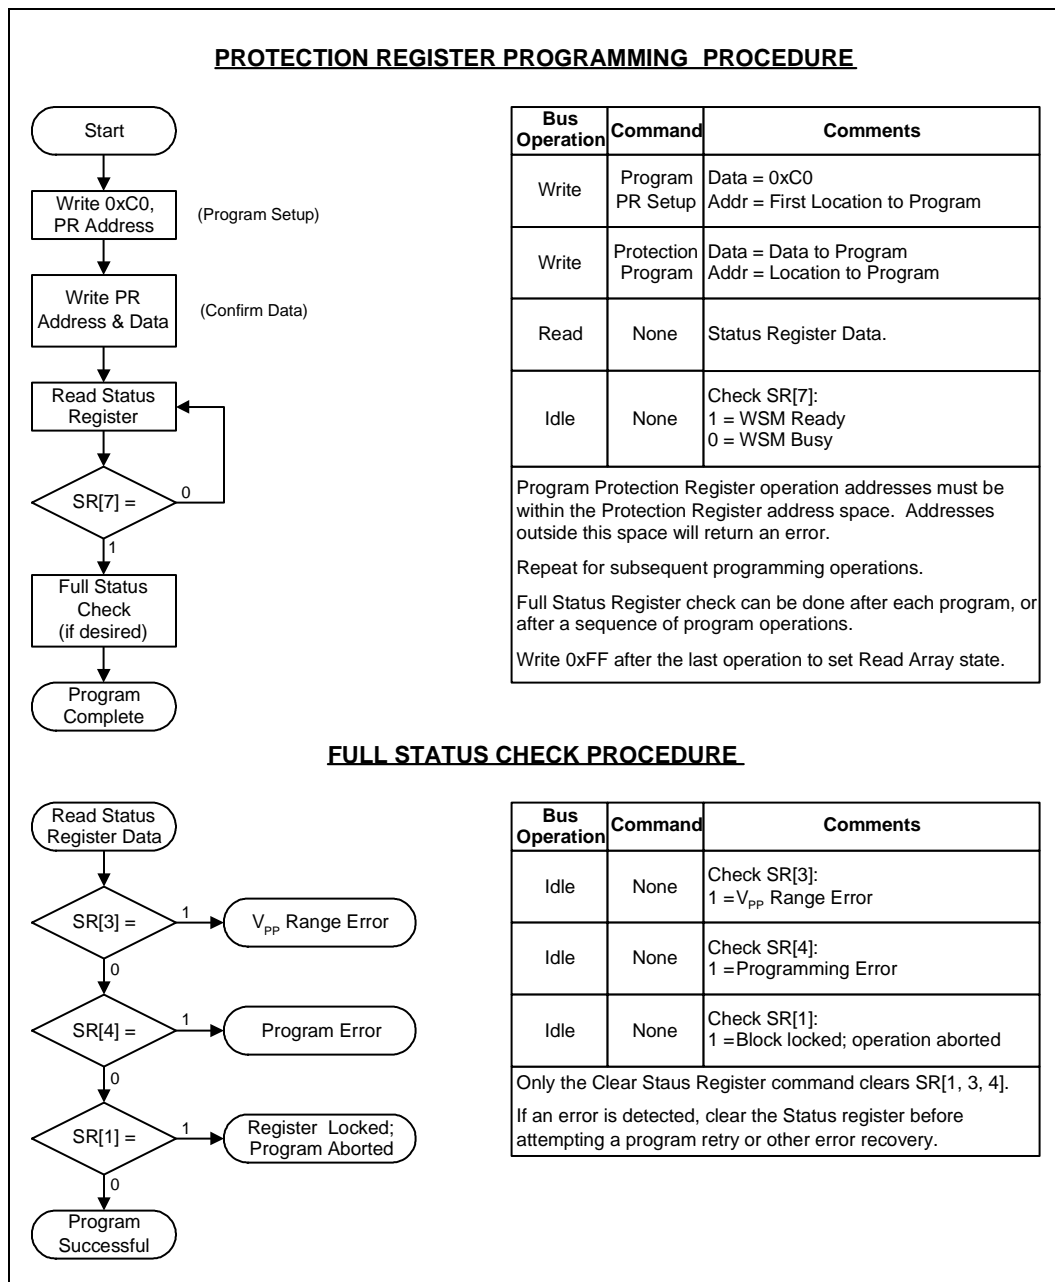 PROTECTION REGISTER PROGRAMMING PROCEDURE
Start
Write 0xC0,
PR Address
(Program Setup)
Write PR
Address & Data
(Confirm Data)
Read Status
Register
SR[7] =
0
1
Full Status
Check
(if desired)
Program
Complete
Bus
Operation
Command
Comments
Write
Program
PR Setup
Data = 0xC0
Addr = First Location to Program
Write
Protection
Program
Data = Data to Program
Addr = Location to Program
Read
None
Status Register Data.
Idle
None
Check SR[7]:
1 = WSM Ready
0 = WSM Busy
Program Protection Register operation addresses must be
within the Protection Register address space. Addresses
outside this space will return an error.
Repeat for subsequent programming operations.
Full Status Register check can be done after each program, or
after a sequence of program operations.
Write 0xFF after the last operation to set Read Array state.
FULL STATUS CHECK PROCEDURE
Read Status
Register Data
SR[3] =
1
VPP Range Error
0
SR[4] =
1
Program Error
0
SR[1] =
1
Register Locked;
Program Aborted
0
Program
Successful
Bus
Operation
Command
Comments
Idle
None
Check SR[3]:
1 =VPP Range Error
Idle
None
Check SR[4]:
1 =Programming Error
Idle
None
Check SR[1]:
1 =Block locked; operation aborted
Only the Clear Staus Register command clears SR[1, 3, 4].
If an error is detected, clear the Status register before
attempting a program retry or other error recovery.